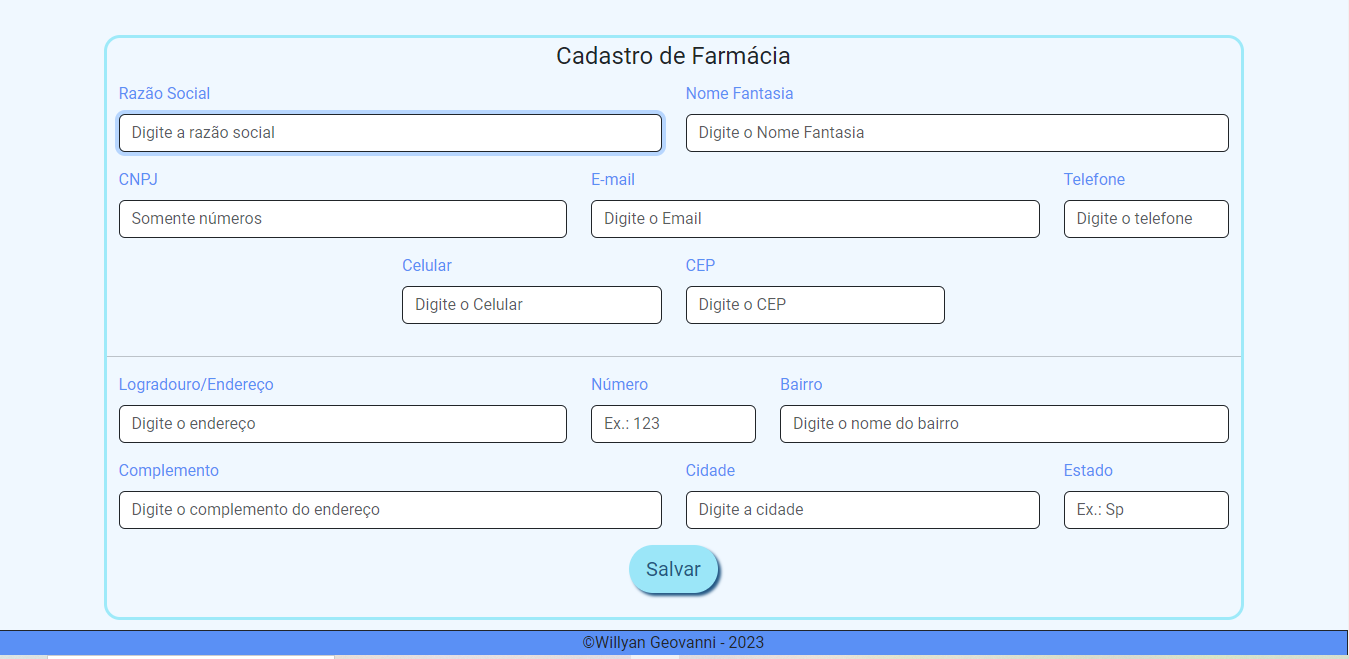 Cadastro de Farmácia
Razão Social Nome Fantasia
Digite a razão social Digite o Nome Fantasia
CNPJ E-mail Telefone
Somente números Digite o Email Digite o telefone
Celular CEP
Digite o Celular Digite o CEP
Logradouro/Endereço Número Bairro
Digite o endereço Ex.: 123 Digite o nome do bairro
Complemento Cidade Estado
Digite o complemento do endereço Digite a cidade Ex.: Sp
Salvar
©Willyan Geovanni - 2023